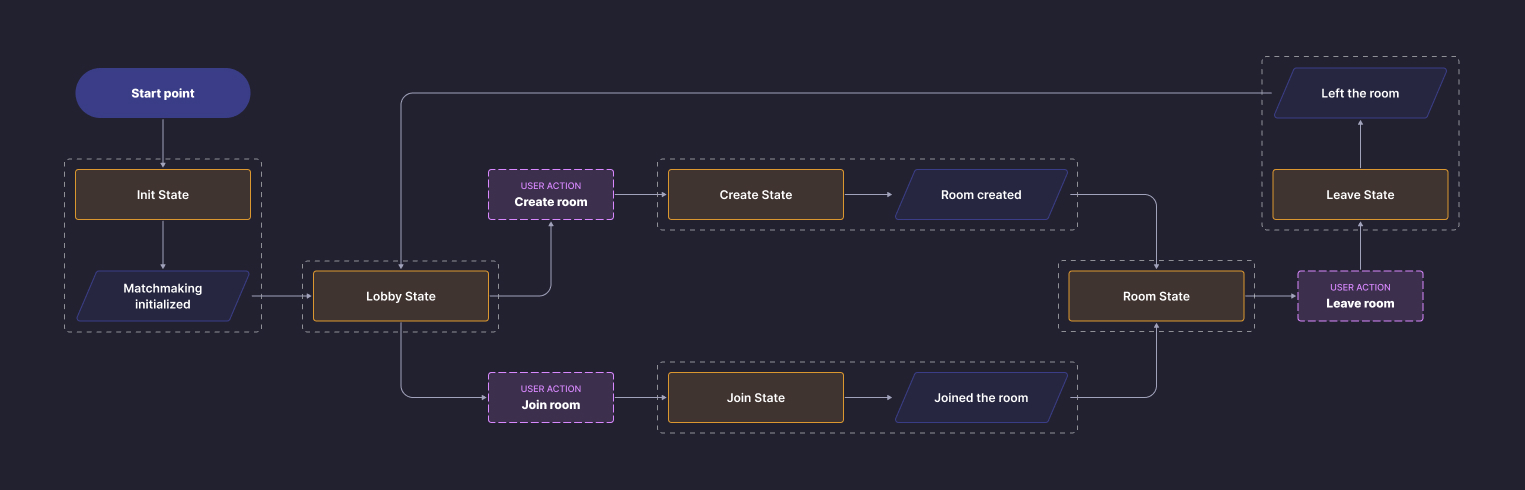 Start point
Left the room
Init State
USER ACTION
Create room
Create State
Room created
Leave State
Matchmaking
initialized
Lobby State
Room State
USER ACTION
Leave room
USER ACTION
Join room
Join State
Joined the room